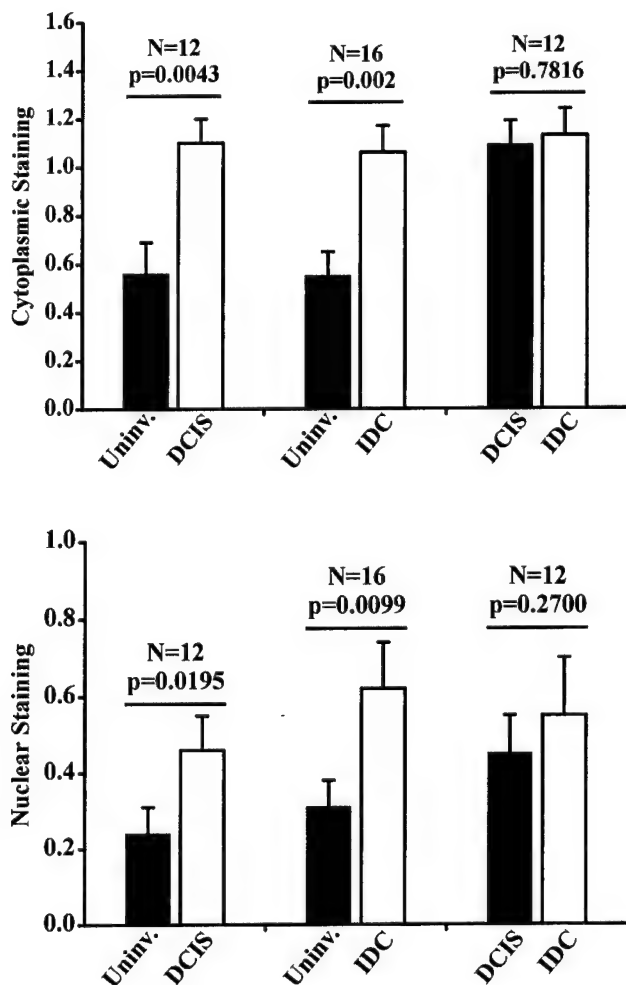 1.6
1.4
1.2
1.0
0.8
0.6
0.4
0.2
0.0
Cytoplasmic Staining
N=12
p=0.0043
N=16
p=0.002
N=12
p=0.7816
Uninv.
DCIS
Uninv.
IDC
DCIS
IDC
1.0
0.8
0.6
0.4
0.2
0.0
Nuclear Staining
N=12
p=0.0195
N=16
p=0.0099
N=12
p=0.2700
Uninv.
DCIS
Uninv.
IDC
DCIS
IDC